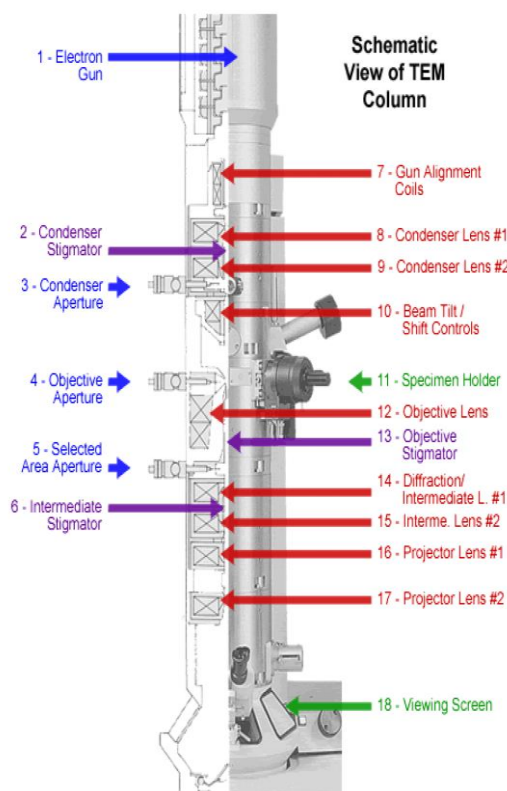 Schematic
View of TEM
Column
1 - Electron
Gun
2 - Condenser
Stigmator
3 - Condenser
Aperture
4 - Objective
Aperture
5 - Selected
Area Aperture
6 - Intermediate
Stigmator
7 - Gun Alignment
Coils
8 - Condenser Lens #1
9 - Condenser Lens #2
10 - Beam Tilt /
Shift Controls
11 - Specimen Holder
12 - Objective Lens
13 - Objective
Stigmator
14 - Diffraction/
Intermediate L. #1
15 - Interme. Lens #2
16 - Projector Lens #1
17 - Projector Lens #2
18 - Viewing Screen